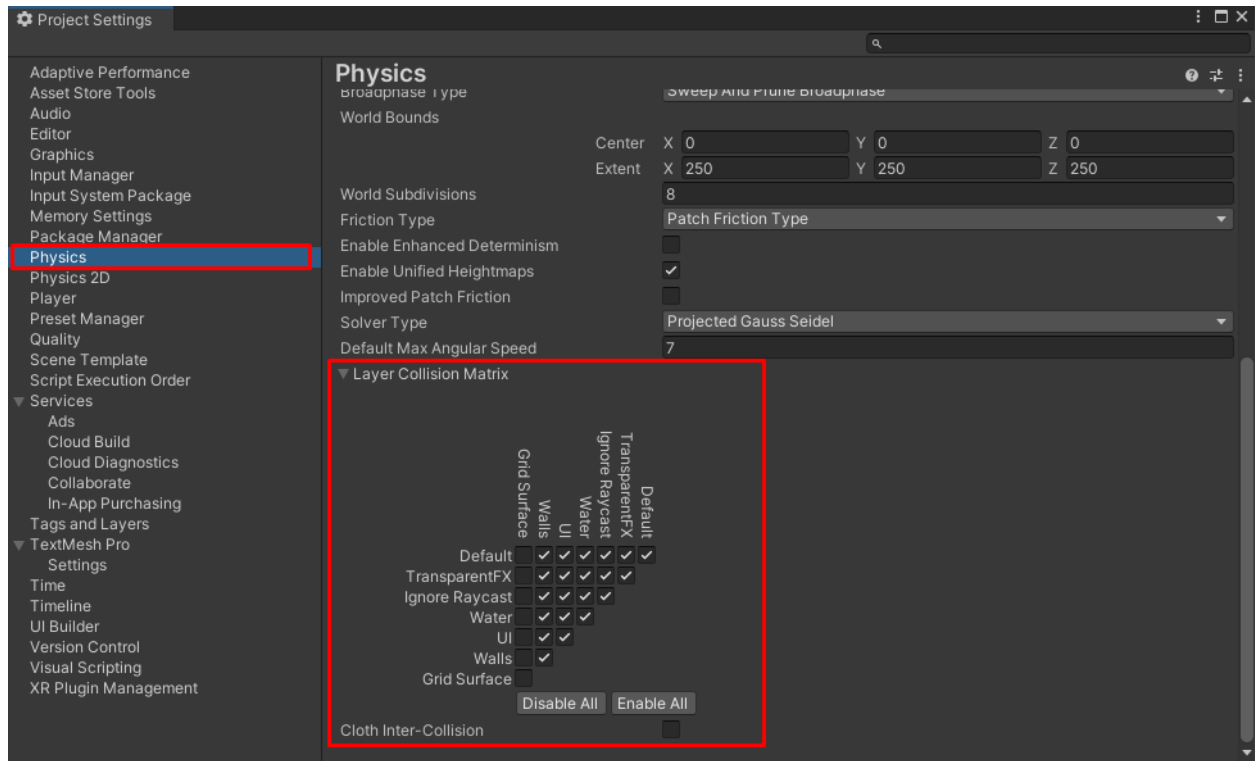 Project Settings
Adaptive Performance
Asset Store Tools
Audio
Editor
Graphics
Input Manager
Input System Package
Memory Settings
Package Manager
Physics
Physics 2D
Player
Preset Manager
Quality
Scene Template
Script Execution Order
Services
Ads
Cloud Build
Cloud Diagnostics
Collaborate
In-App Purchasing
Tags and Layers
TextMesh Pro
Settings
Time
Timeline
UI Builder
Version Control
Visual Scripting
XR Plugin Management
Physics
Broadphase Type Sweep And Prune Broadphase
World Bounds
Center X 0 Y 0 Z 0
Extent X 250 Y 250 Z 250
World Subdivisions 8
Friction Type Patch Friction Type
Enable Enhanced Determinism
Enable Unified Heightmaps
Improved Patch Friction
Solver Type Projected Gauss Seidel
Default Max Angular Speed 7
Layer Collision Matrix
Grid Surface
Walls
UI
Water
Ignore Raycast
TransparentFX
Default
Default
TransparentFX
Ignore Raycast
Water
UI
Walls
Grid Surface
Disable All Enable All
Cloth Inter-Collision